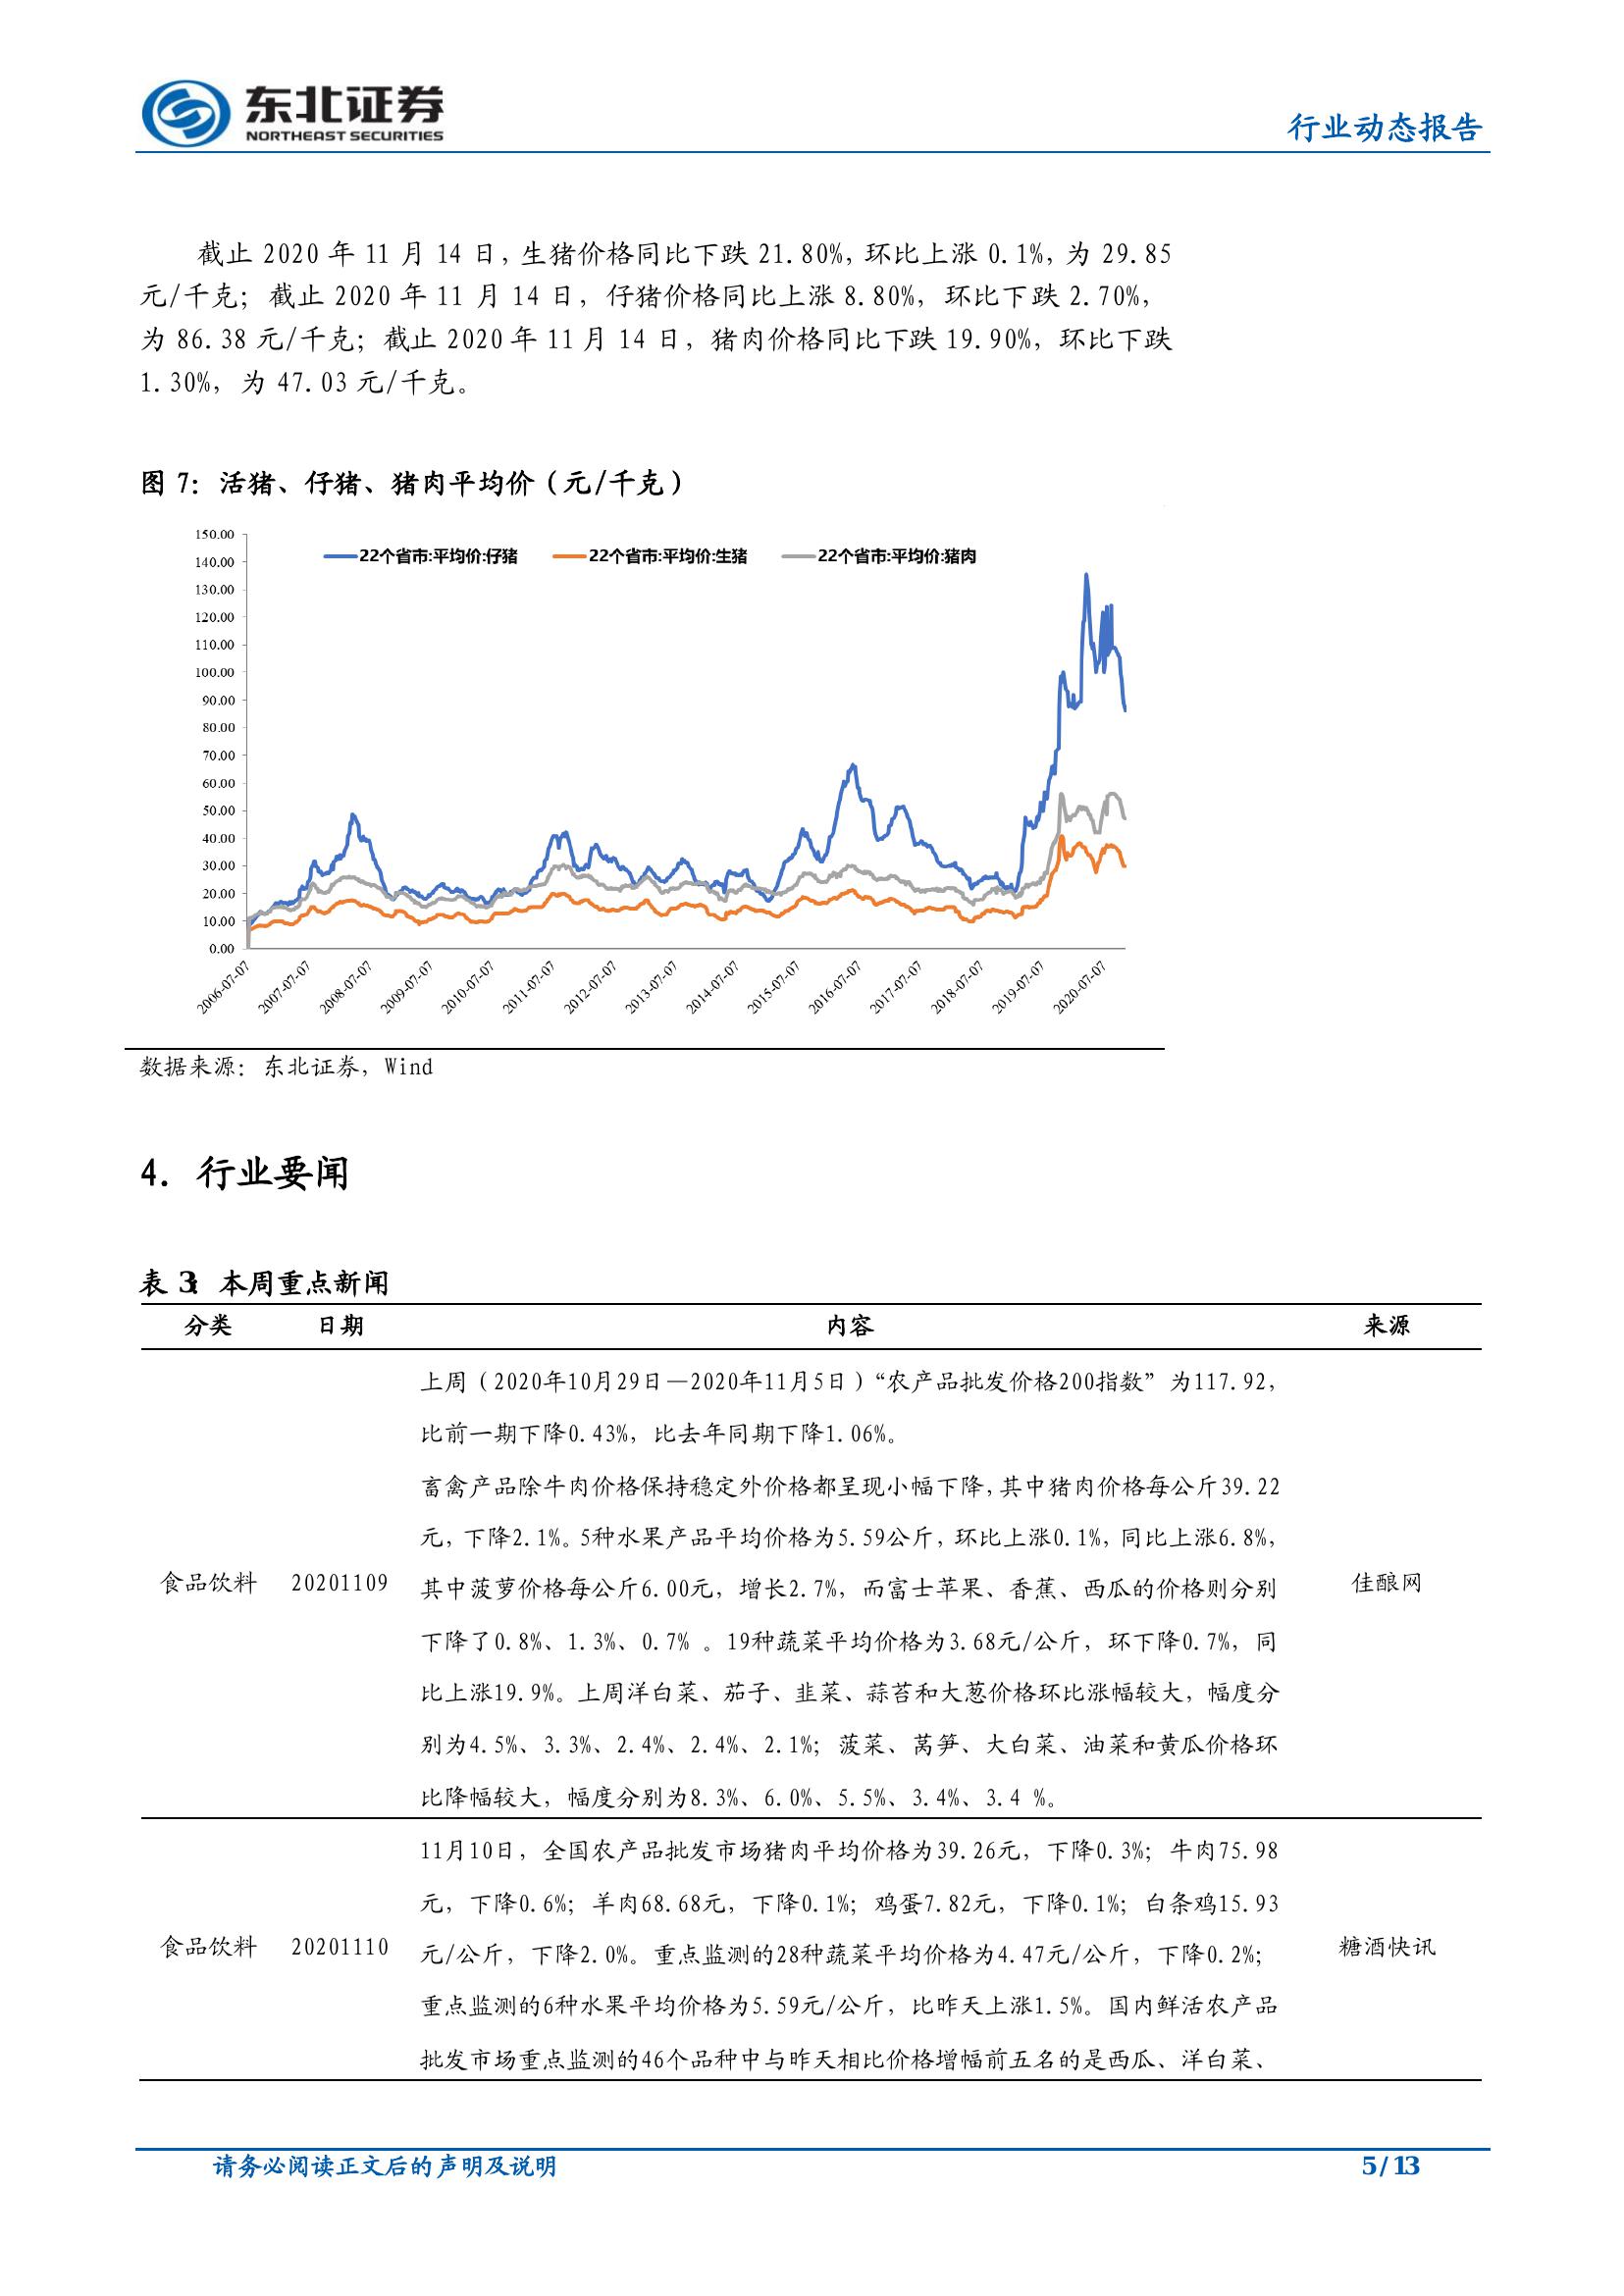 东北证券
NORTHEAST SECURITIES
行业动态报告
截止 2020 年 11 月 14 日，生猪价格同比下跌 21.80%，环比上涨 0.1%，为 29.85
元/千克；截止 2020 年 11 月 14 日，仔猪价格同比上涨 8.80%，环比下跌 2.70%，
为 86.38 元/千克；截止 2020 年 11 月 14 日，猪肉价格同比下跌 19.90%，环比下跌
1.30%，为 47.03 元/千克。
图 7：活猪、仔猪、猪肉平均价（元/千克）
22个省市:平均价:仔猪 22个省市:平均价:生猪 22个省市:平均价:猪肉
150.00
140.00
130.00
120.00
110.00
100.00
90.00
80.00
70.00
60.00
50.00
40.00
30.00
20.00
10.00
0.00
2006-07-07 2007-07-07 2008-07-07 2009-07-07 2010-07-07 2011-07-07 2012-07-07 2013-07-07 2014-07-07 2015-07-07 2016-07-07 2017-07-07 2018-07-07 2019-07-07 2020-07-07
数据来源：东北证券，Wind
4. 行业要闻
表 3：本周重点新闻
分类 日期 内容 来源
上周（2020年10月29日—2020年11月5日）“农产品批发价格200指数”为117.92，
比前一期下降0.43%，比去年同期下降1.06%。
畜禽产品除牛肉价格保持稳定外价格都呈现小幅下降，其中猪肉价格每公斤39.22
元，下降2.1%。5种水果产品平均价格为5.59公斤，环比上涨0.1%，同比上涨6.8%，
食品饮料 20201109 其中菠萝价格每公斤6.00元，增长2.7%，而富士苹果、香蕉、西瓜的价格则分别 佳酿网
下降了0.8%、1.3%、0.7% 。19种蔬菜平均价格为3.68元/公斤，环下降0.7%，同
比上涨19.9%。上周洋白菜、茄子、韭菜、蒜苔和大葱价格环比涨幅较大，幅度分
别为4.5%、3.3%、2.4%、2.4%、2.1%；菠菜、莴笋、大白菜、油菜和黄瓜价格环
比降幅较大，幅度分别为8.3%、6.0%、5.5%、3.4%、3.4 %。
11月10日，全国农产品批发市场猪肉平均价格为39.26元，下降0.3%；牛肉75.98
元，下降0.6%；羊肉68.68元，下降0.1%；鸡蛋7.82元，下降0.1%；白条鸡15.93
食品饮料 20201110 元/公斤，下降2.0%。重点监测的28种蔬菜平均价格为4.47元/公斤，下降0.2%； 糖酒快讯
重点监测的6种水果平均价格为5.59元/公斤，比昨天上涨1.5%。国内鲜活农产品
批发市场重点监测的46个品种中与昨天相比价格增幅前五名的是西瓜、洋白菜、
请务必阅读正文后的声明及说明
5 / 13